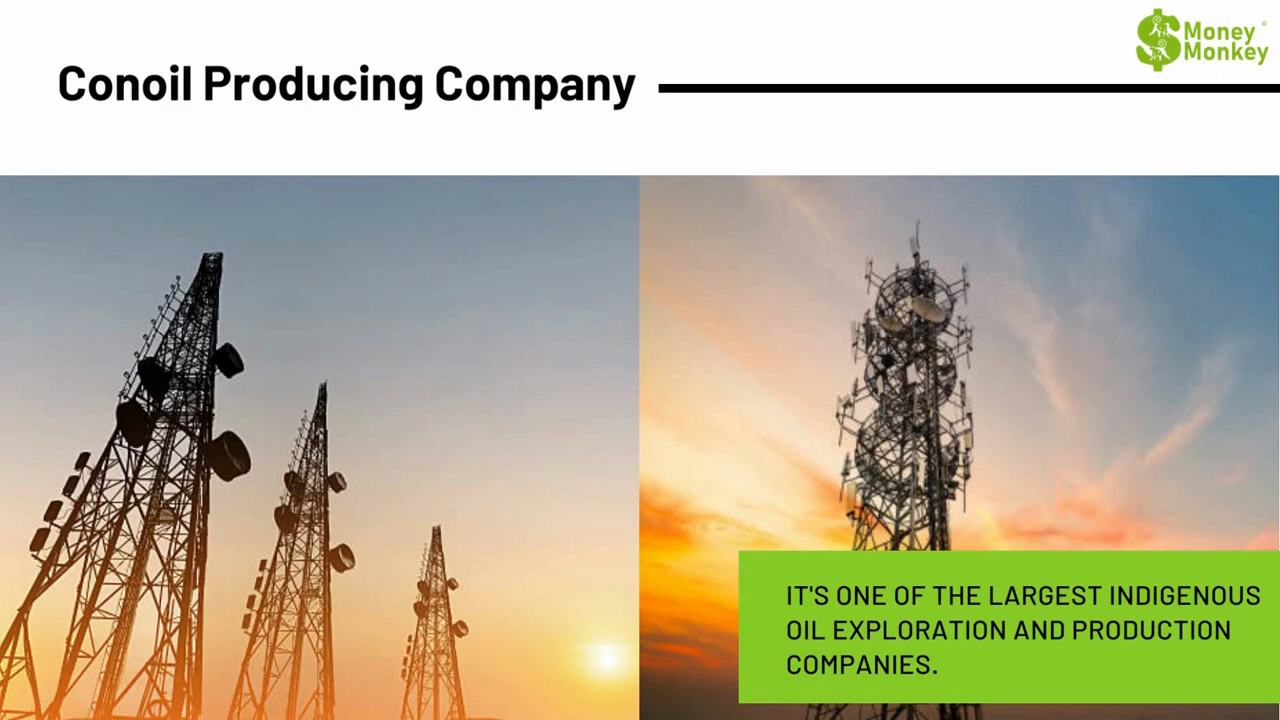 Money ©
Monkey
Conoil Producing Company
IT'S ONE OF THE LARGEST INDIGENOUS
OIL EXPLORATION AND PRODUCTION
COMPANIES.